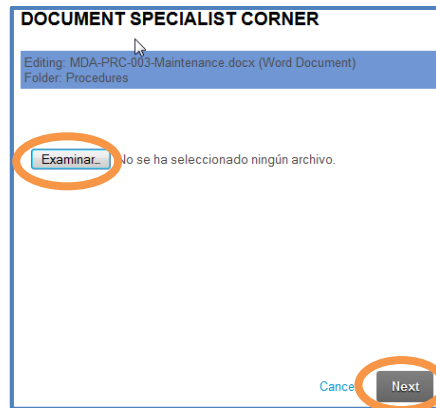 DOCUMENT SPECIALIST CORNER
Editing: MDA-PRC-003-Maintenance.docx (Word Document)
Folder: Procedures
Examinar... No se ha seleccionado ningún archivo.
Cancel Next